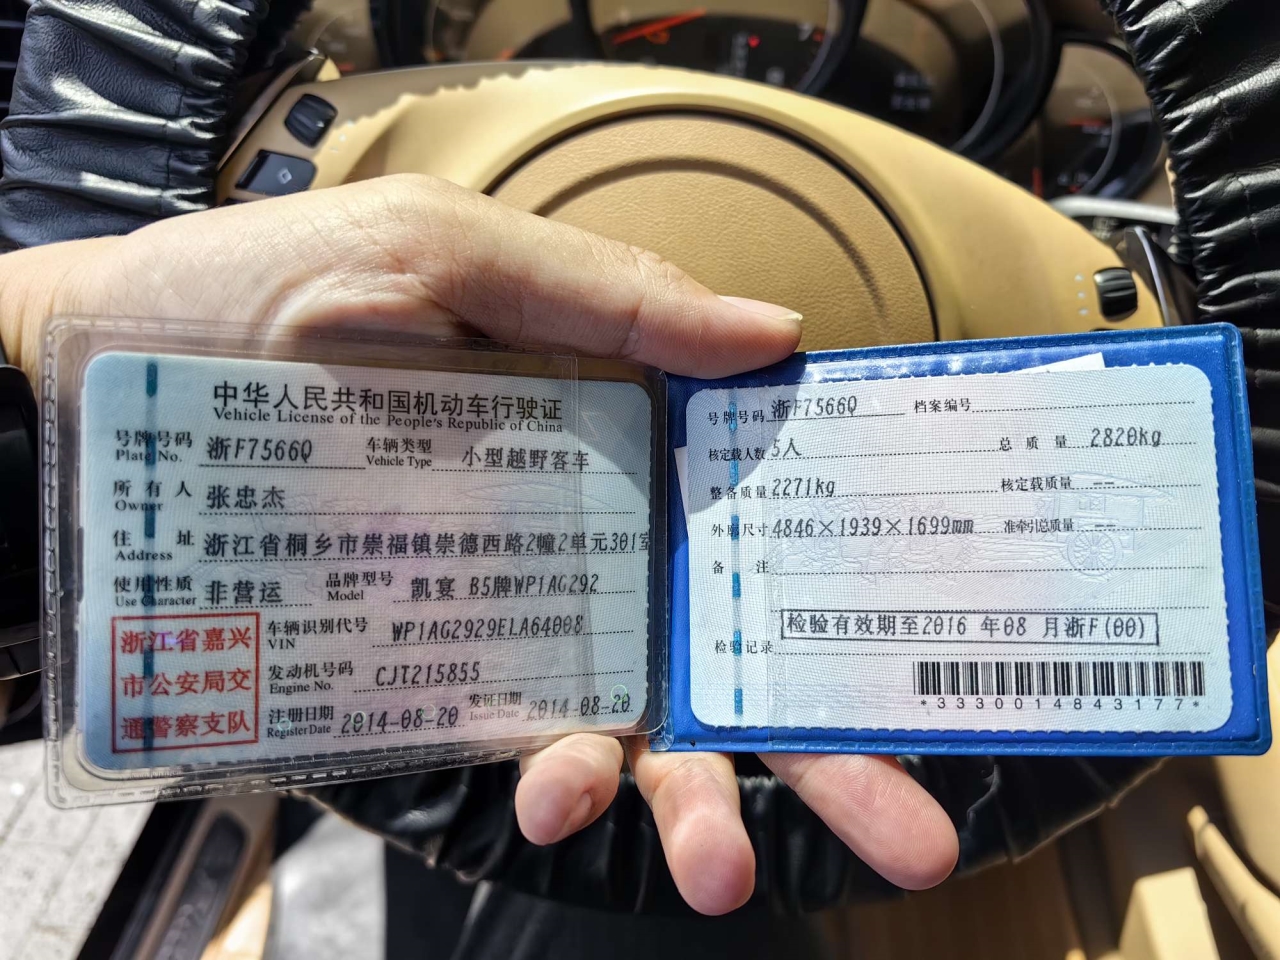 中华人民共和国机动车行驶证
Vehicle License of the People's Republic of China
号牌号码 浙F7566Q 车辆类型 小型越野客车
Plate No. Vehicle Type
所有人 张忠杰
Owner
住址 浙江省桐乡市崇福镇崇德西路2幢2单元301室
Address
使用性质 非营运 品牌型号 凯宴 B5牌WP1AG292
Use Character Model
浙江省嘉兴
市公安局交
通警察支队
车辆识别代号 WP1AG2929ELA64008
VIN
发动机号码 CJT215855
Engine No.
注册日期 2014-08-20 发证日期 2014-08-20
Register Date Issue Date
号牌号码 浙F7566Q 档案编号
核定载人数 5人 总质量 2820kg
整备质量 2271kg 核定载质量 --
外廓尺寸 4846×1939×1699mm 准牵引总质量 --
备注
检验记录 检验有效期至2016 年08 月浙F(00)
*3330014843177*